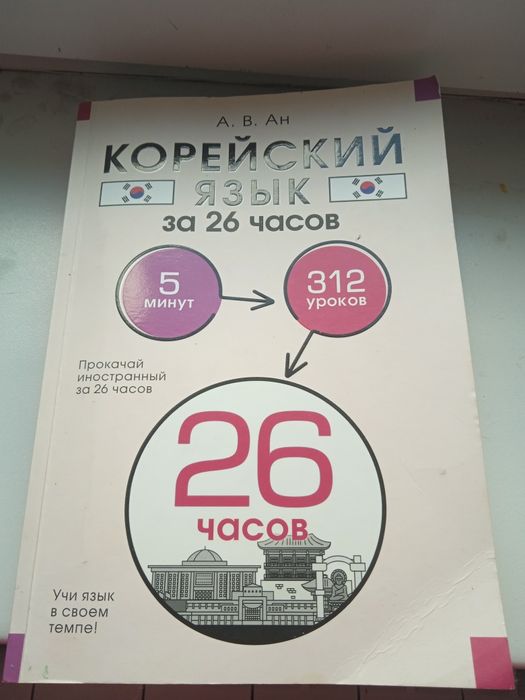 А. В. Ан
КОРЕЙСКИЙ
ЯЗЫК
за 26 часов
5
минут
312
уроков
Прокачай
иностранный
за 26 часов
26
часов
Учи язык
в своем
темпе!